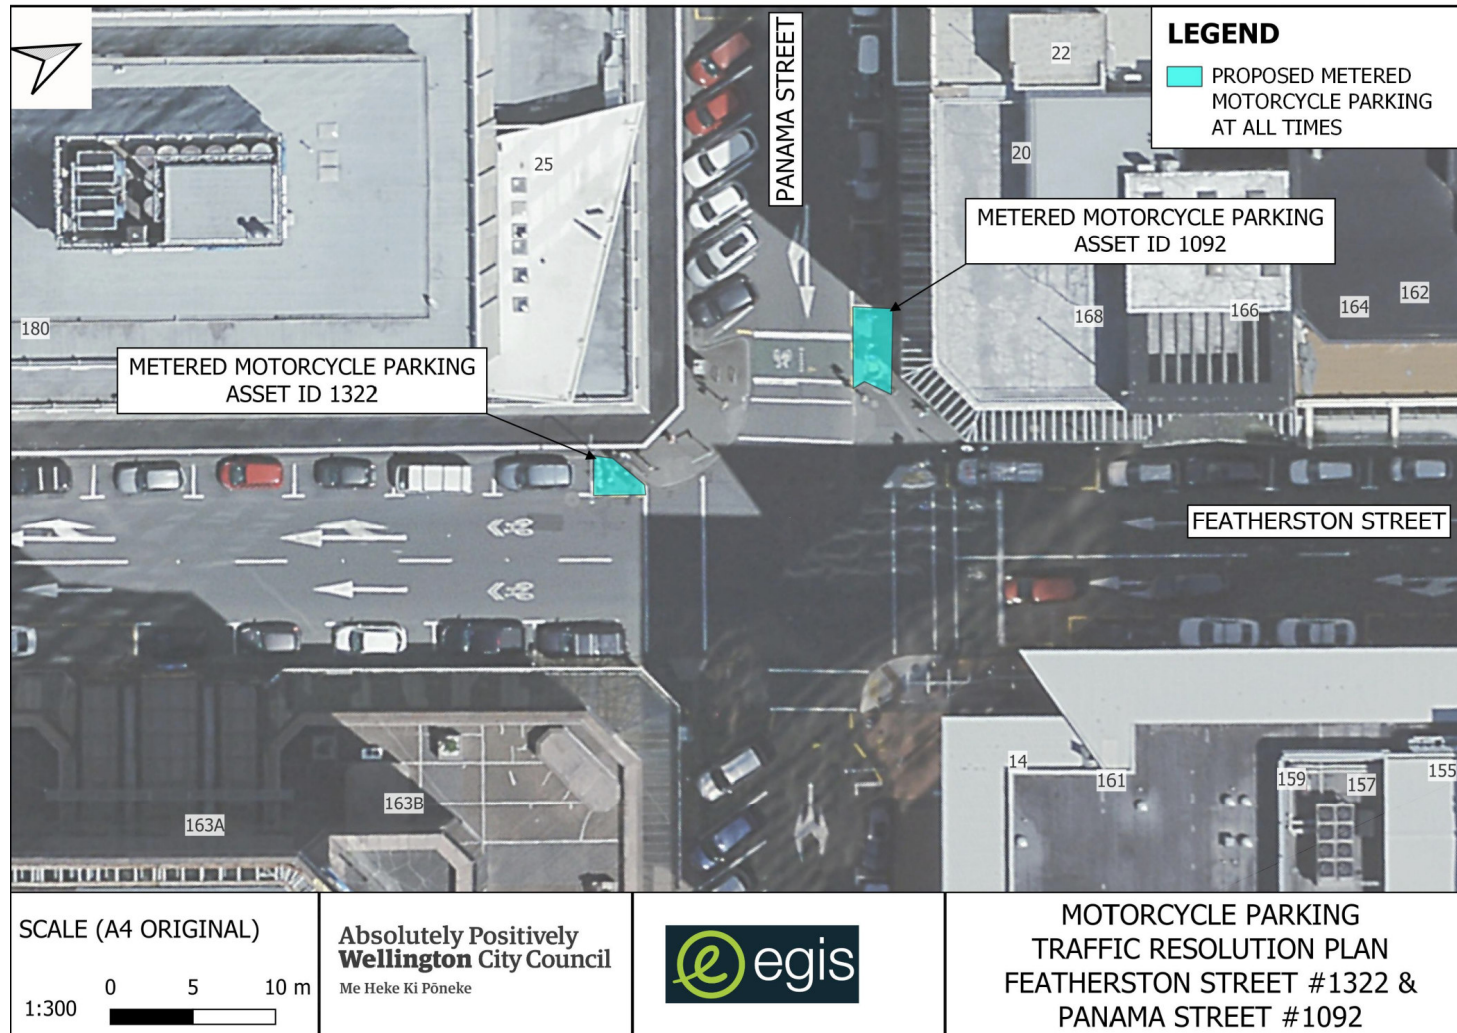 PANAMA STREET
LEGEND
PROPOSED METERED
MOTORCYCLE PARKING
AT ALL TIMES
22
25
20
METERED MOTORCYCLE PARKING
ASSET ID 1092
180
168
166
164
162
METERED MOTORCYCLE PARKING
ASSET ID 1322
FEATHERSTON STREET
14
161
159
157
155
163B
163A
SCALE (A4 ORIGINAL)
1:300
0 5 10 m
Absolutely Positively
Wellington City Council
Me Heke Ki Pōneke
e egis
MOTORCYCLE PARKING
TRAFFIC RESOLUTION PLAN
FEATHERSTON STREET #1322 &
PANAMA STREET #1092